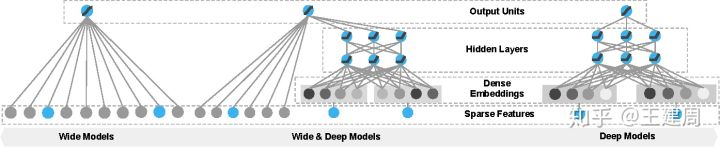 Output Units
Hidden Layers
Dense
Embeddings
Sparse Features
Wide Models
Wide & Deep Models
Deep Models
知乎 @王建周